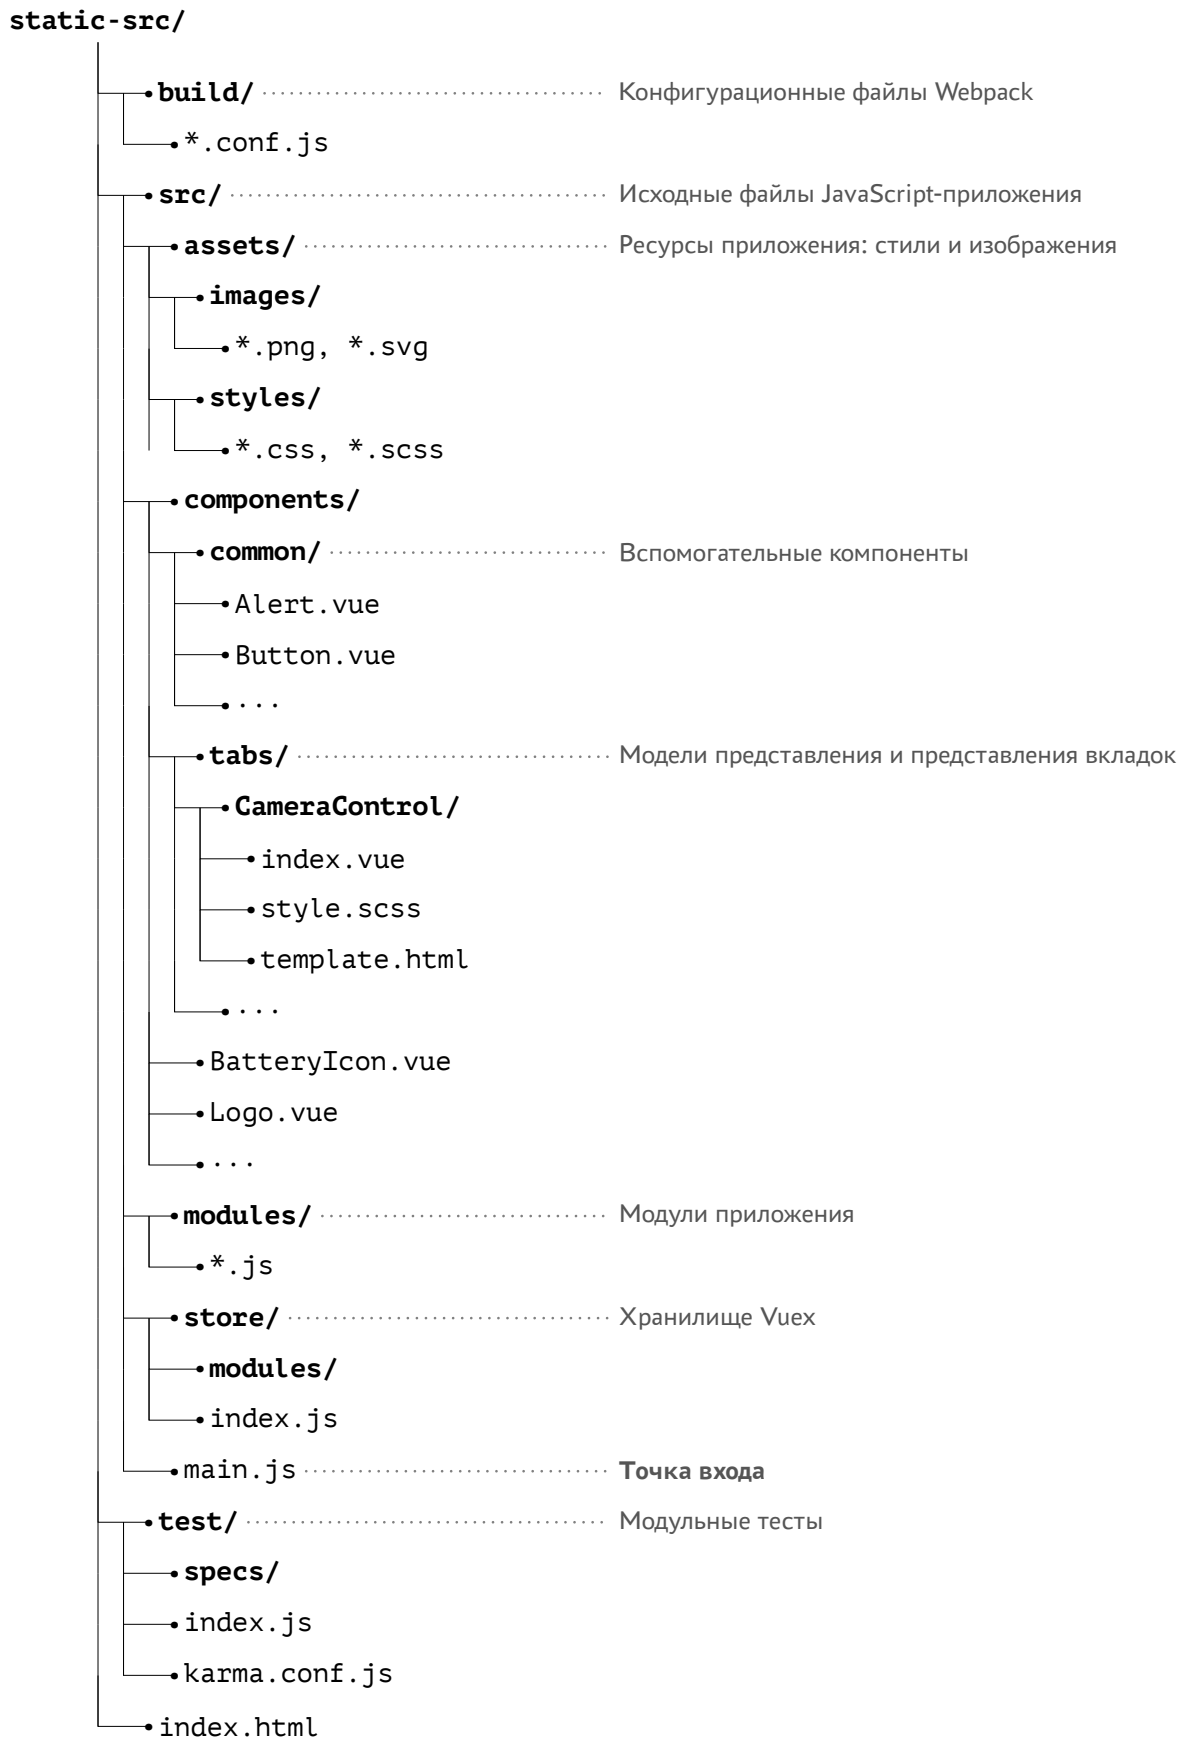 static-src/
build/ Конфигурационные файлы Webpack
*.conf.js
src/ Исходные файлы JavaScript-приложения
assets/ Ресурсы приложения: стили и изображения
images/
*.png, *.svg
styles/
*.css, *.scss
components/
common/ Вспомогательные компоненты
Alert.vue
Button.vue
...
tabs/ Модели представления и представления вкладок
CameraControl/
index.vue
style.scss
template.html
...
BatteryIcon.vue
Logo.vue
...
modules/ Модули приложения
*.js
store/ Хранилище Vuex
modules/
index.js
main.js Точка входа
test/ Модульные тесты
specs/
index.js
karma.conf.js
index.html